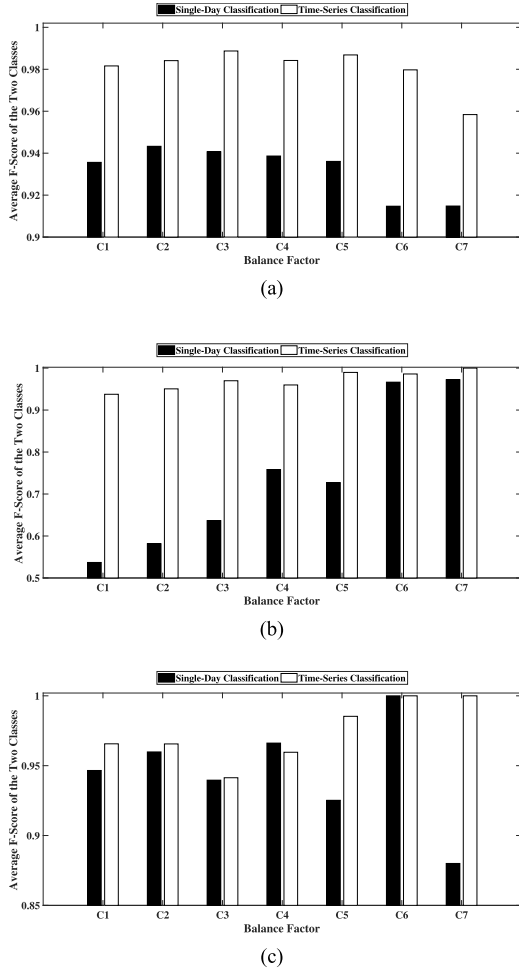 Single-Day Classification Time-Series Classification
Average F-Score of the Two Classes
1
0.98
0.96
0.94
0.92
0.9
C1 C2 C3 C4 C5 C6 C7
Balance Factor
(a)
Single-Day Classification Time-Series Classification
Average F-Score of the Two Classes
1
0.9
0.8
0.7
0.6
0.5
C1 C2 C3 C4 C5 C6 C7
Balance Factor
(b)
Single-Day Classification Time-Series Classification
Average F-Score of the Two Classes
1
0.95
0.9
0.85
C1 C2 C3 C4 C5 C6 C7
Balance Factor
(c)